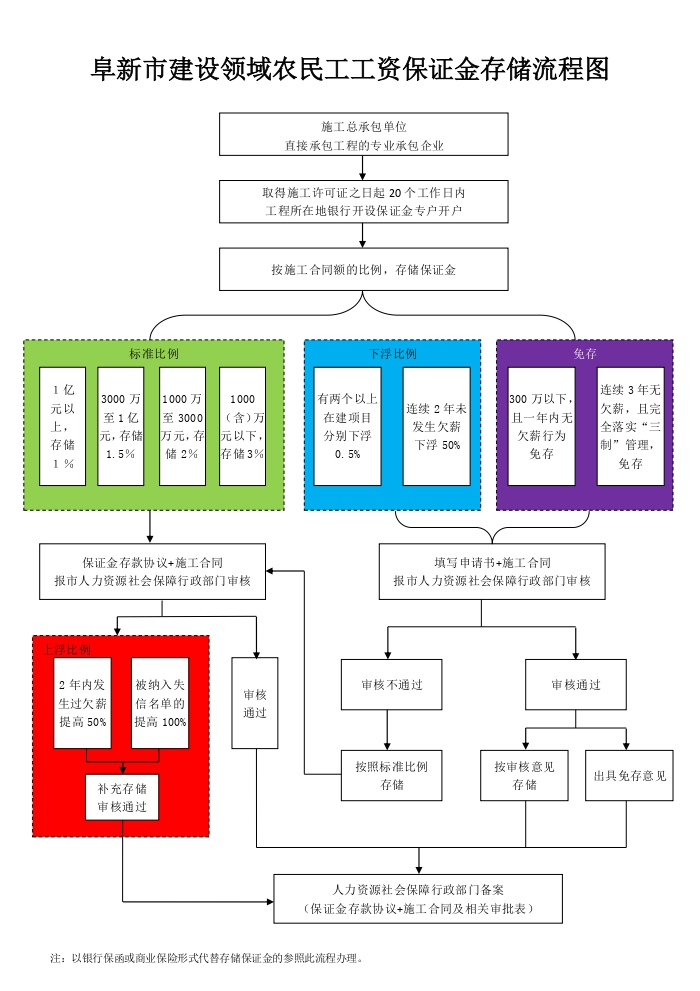 阜新市建设领域农民工工资保证金存储流程图
施工总承包单位
直接承包工程的专业承包企业
取得施工许可证之日起 20 个工作日内
工程所在地银行开设保证金专户开户
按施工合同额的比例，存储保证金
标准比例
1 亿
元以
上，
存储
1 ％
3000 万
至 1 亿
元，存储
1.5％
1000 万
至 3000
万元，存
储 2％
1000
（含）万
元以下，
存储 3％
下浮比例
有两个以上
在建项目
分别下浮
0.5%
连续 2 年未
发生欠薪
下浮 50%
免存
300 万以下，
且一年内无
欠薪行为
免存
连续 3 年无
欠薪，且完
全落实“三
制”管理，
免存
保证金存款协议+施工合同
报市人力资源社会保障行政部门审核
填写申请书+施工合同
报市人力资源社会保障行政部门审核
上浮比例
2 年内发
生过欠薪
提高 50%
被纳入失
信名单的
提高 100%
补充存储
审核通过
审核
通过
审核不通过
审核通过
按照标准比例
存储
按审核意见
存储
出具免存意见
人力资源社会保障行政部门备案
（保证金存款协议+施工合同及相关审批表）
注：以银行保函或商业保险形式代替存储保证金的参照此流程办理。